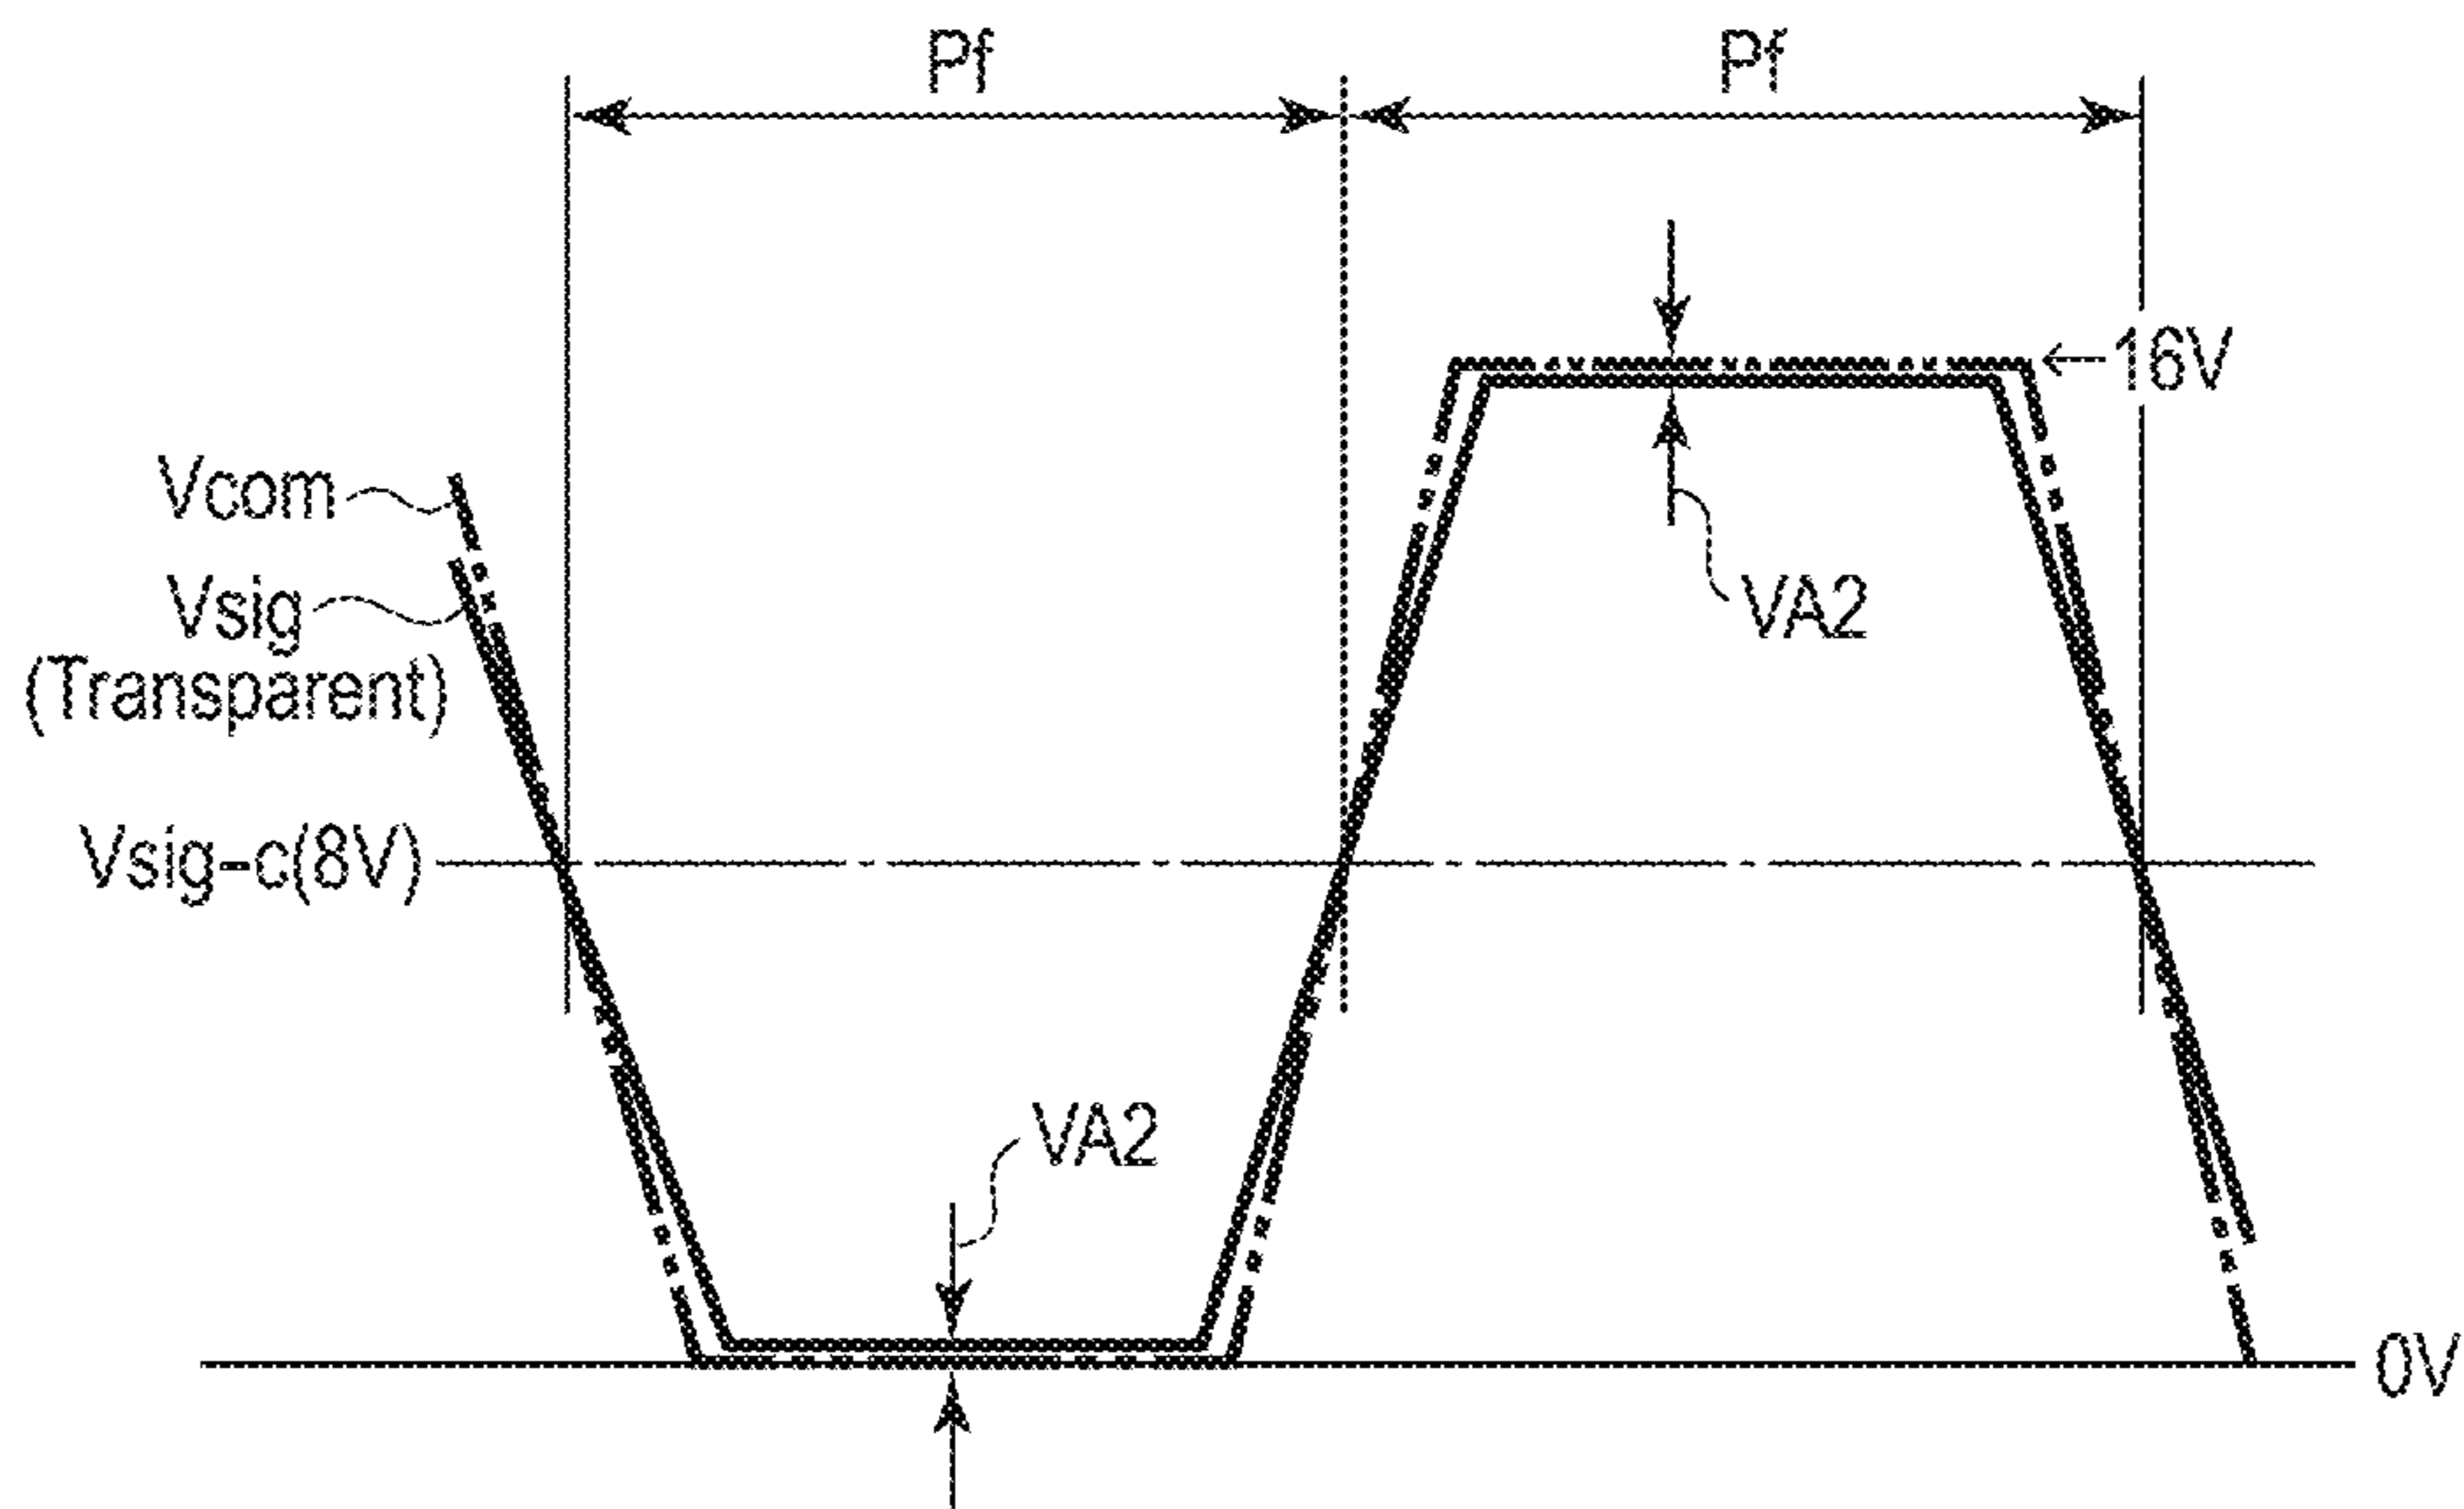 Pf
Pf
16V
Vcom
Vsig
(Transparent)
VA2
Vsig-c(8V)
VA2
0V